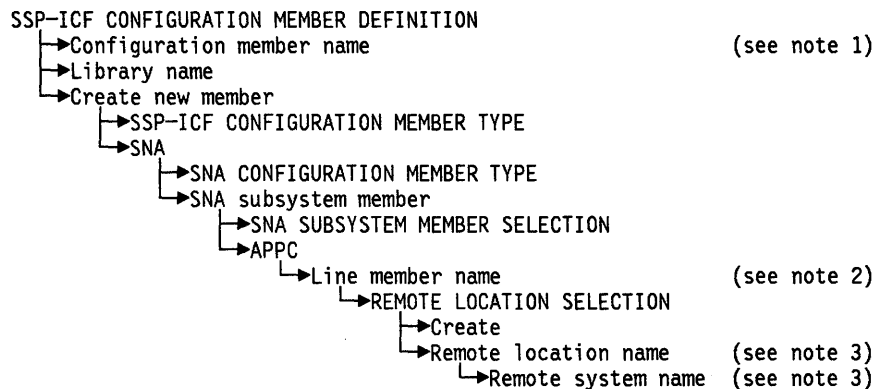 SSP-ICF CONFIGURATION MEMBER DEFINITION
Configuration member name (see note 1)
Library name
Create new member
SSP-ICF CONFIGURATION MEMBER TYPE
SNA
SNA CONFIGURATION MEMBER TYPE
SNA subsystem member
SNA SUBSYSTEM MEMBER SELECTION
APPC
Line member name (see note 2)
REMOTE LOCATION SELECTION
Create
Remote location name (see note 3)
Remote system name (see note 3)